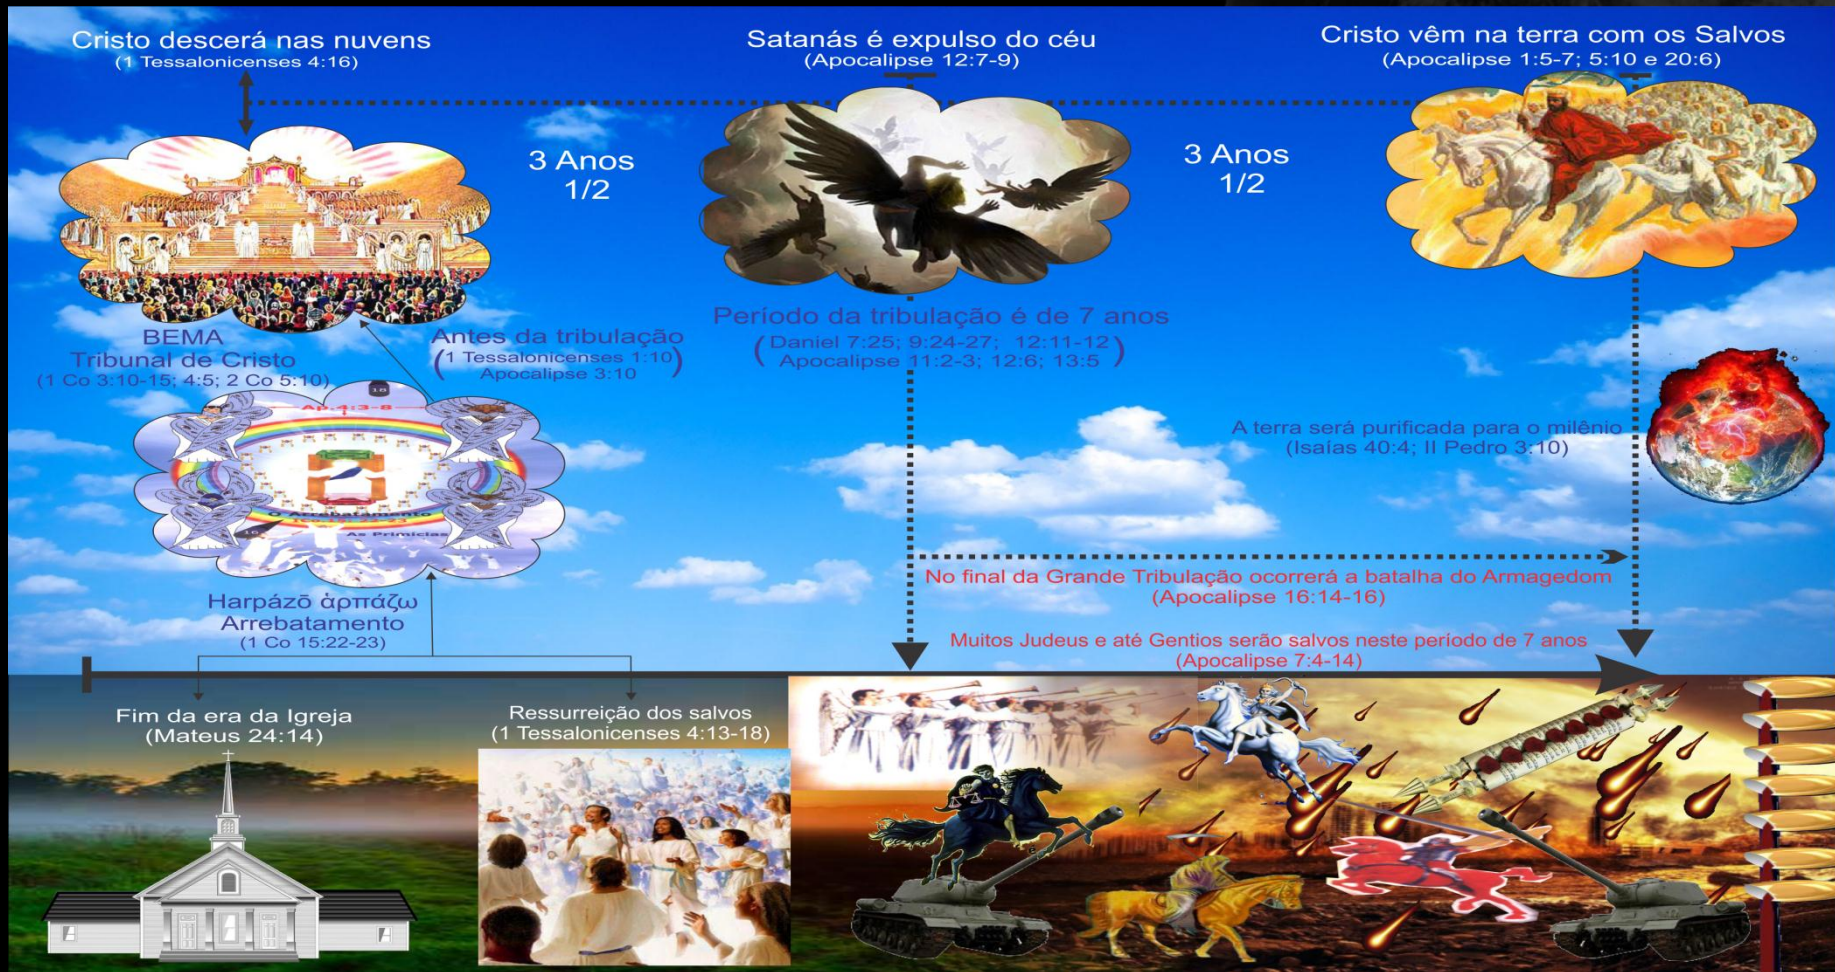 Cristo descerá nas nuvens
(1 Tessalonicenses 4:16)
Satanás é expulso do céu
(Apocalipse 12:7-9)
Cristo vêm na terra com os Salvos
(Apocalipse 1:5-7; 5:10 e 20:6)
3 Anos
1/2
3 Anos
1/2
BEMA
Tribunal de Cristo
(1 Co 3:10-15; 4:5; 2 Co 5:10)
Antes da tribulação
(1 Tessalonicenses 1:10
Apocalipse 3:10)
Período da tribulação é de 7 anos
(Daniel 7:25; 9:24-27; 12:11-12
Apocalipse 11:2-3; 12:6; 13:5)
Ap.4:3-8
O Arrebatamento
As Primicias
A terra será purificada para o milênio
(Isaías 40:4; II Pedro 3:10)
Harpázō ἁρπάζω
Arrebatamento
(1 Co 15:22-23)
No final da Grande Tribulação ocorrerá a batalha do Armagedom
(Apocalipse 16:14-16)
Muitos Judeus e até Gentios serão salvos neste período de 7 anos
(Apocalipse 7:4-14)
Fim da era da Igreja
(Mateus 24:14)
Ressurreição dos salvos
(1 Tessalonicenses 4:13-18)